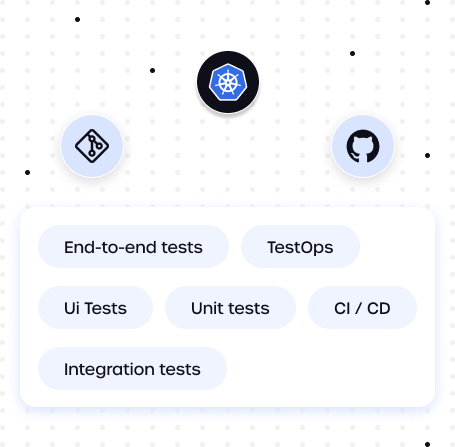 End-to-end tests
TestOps
Ui Tests
Unit tests
CI / CD
Integration tests